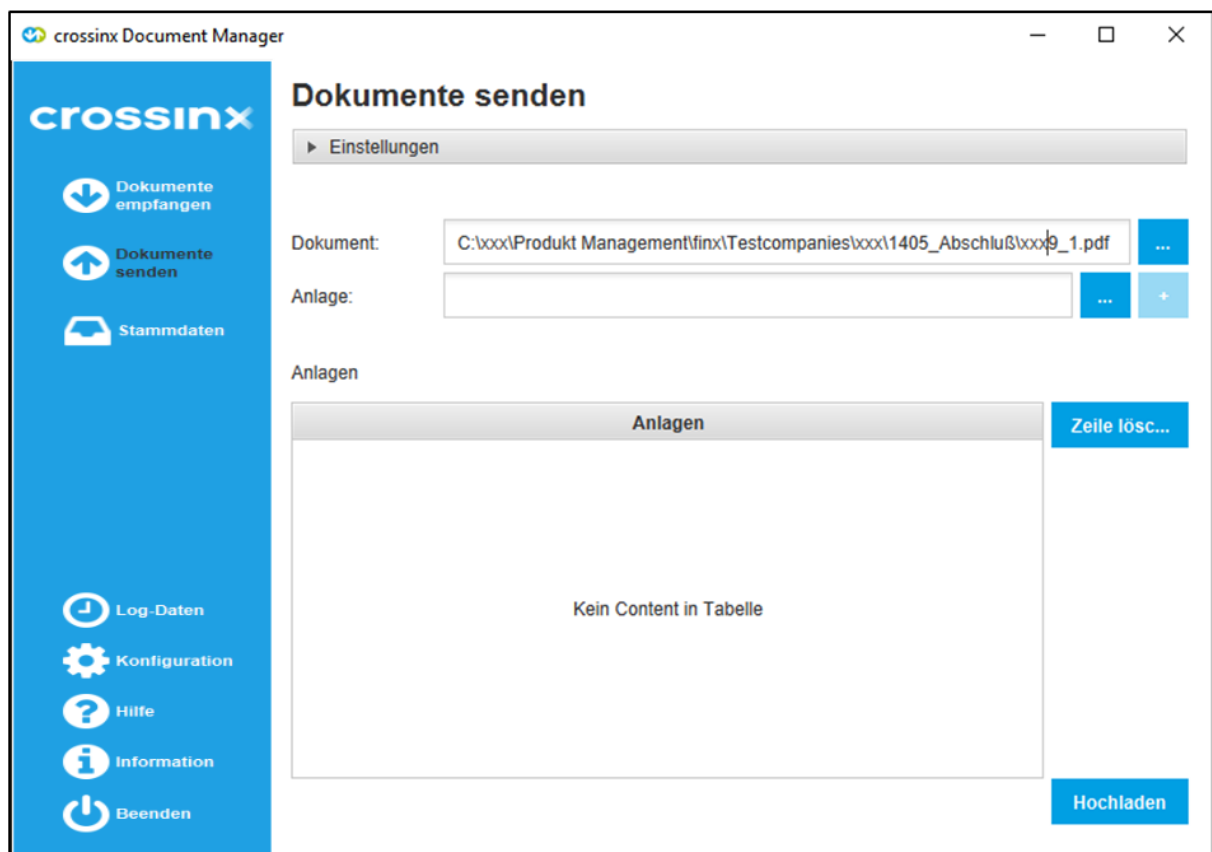 crossinx Document Manager
crossinx
Dokumente
empfangen
Dokumente
senden
Stammdaten
Log-Daten
Konfiguration
Hilfe
Information
Beenden
Dokumente senden
Einstellungen
Dokument:
C:\xxx\Produkt Management\finx\Testcompanies\xxx\1405_Abschluß\xxx9_1.pdf
...
Anlage:
...
+
Anlagen
Anlagen
Zeile lösc...
Kein Content in Tabelle
Hochladen